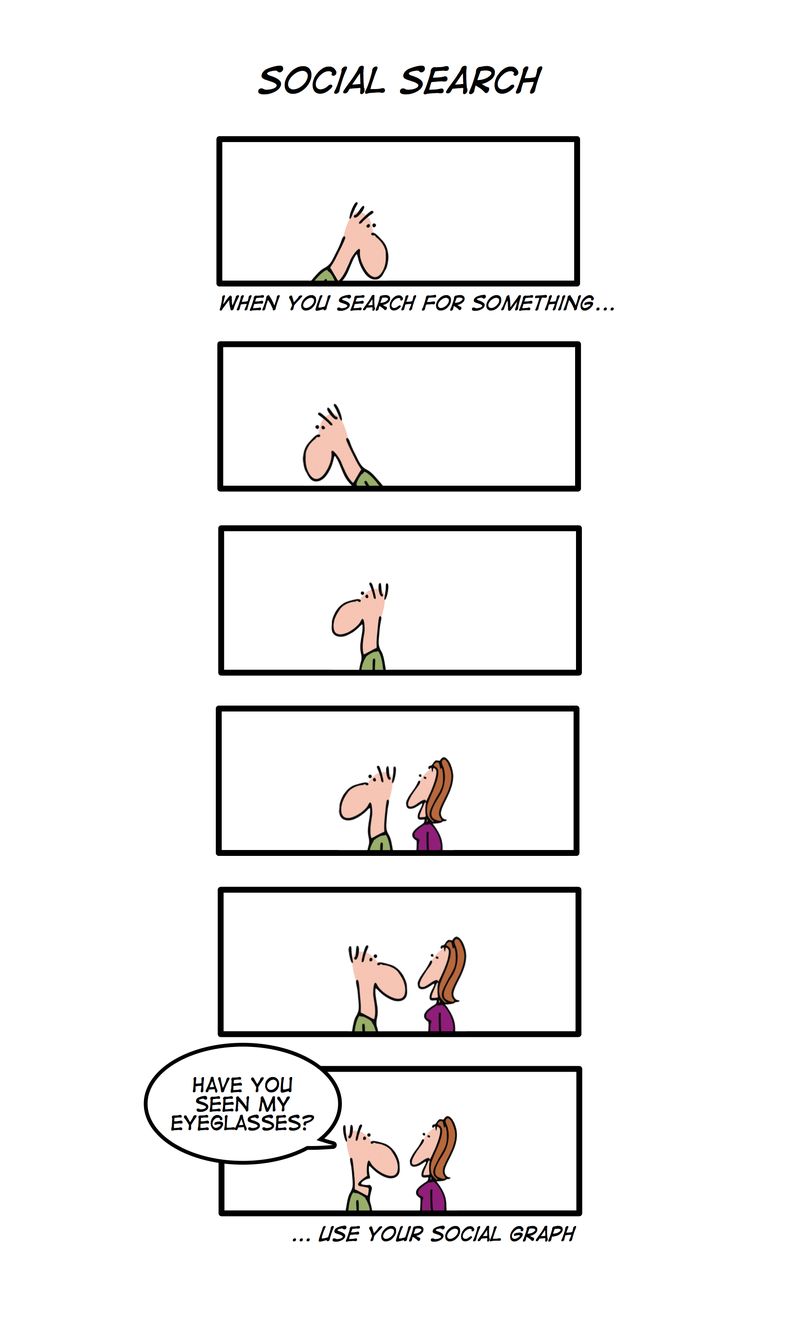 SOCIAL SEARCH
WHEN YOU SEARCH FOR SOMETHING...
HAVE YOU
SEEN MY
EYEGLASSES?
... USE YOUR SOCIAL GRAPH